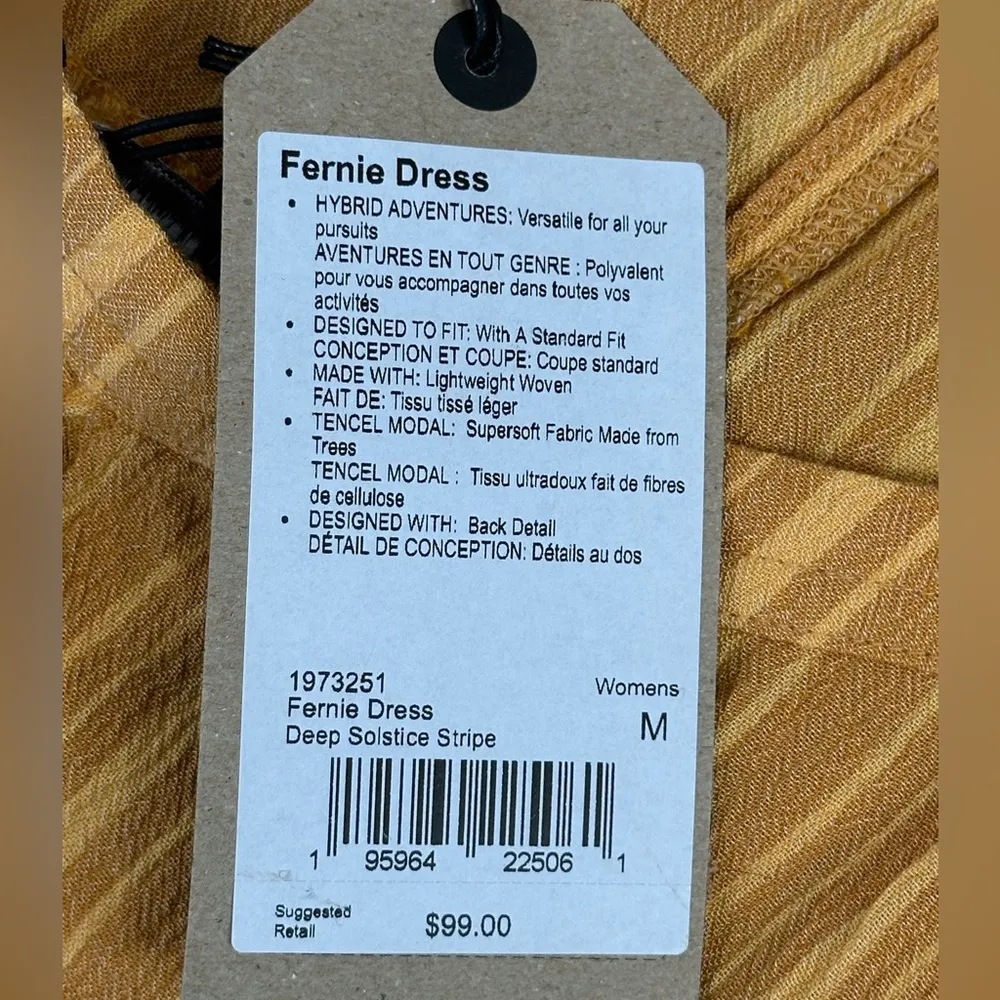 Fernie Dress
• HYBRID ADVENTURES: Versatile for all your
pursuits
AVENTURES EN TOUT GENRE : Polyvalent
pour vous accompagner dans toutes vos
activités
• DESIGNED TO FIT: With A Standard Fit
CONCEPTION ET COUPE: Coupe standard
• MADE WITH: Lightweight Woven
FAIT DE: Tissu tissé léger
• TENCEL MODAL: Supersoft Fabric Made from
Trees
TENCEL MODAL : Tissu ultradoux fait de fibres
de cellulose
• DESIGNED WITH: Back Detail
DÉTAIL DE CONCEPTION: Détails au dos
1973251
Womens
Fernie Dress
M
Deep Solstice Stripe
1 95964 22506 1
Suggested
Retail
$99.00